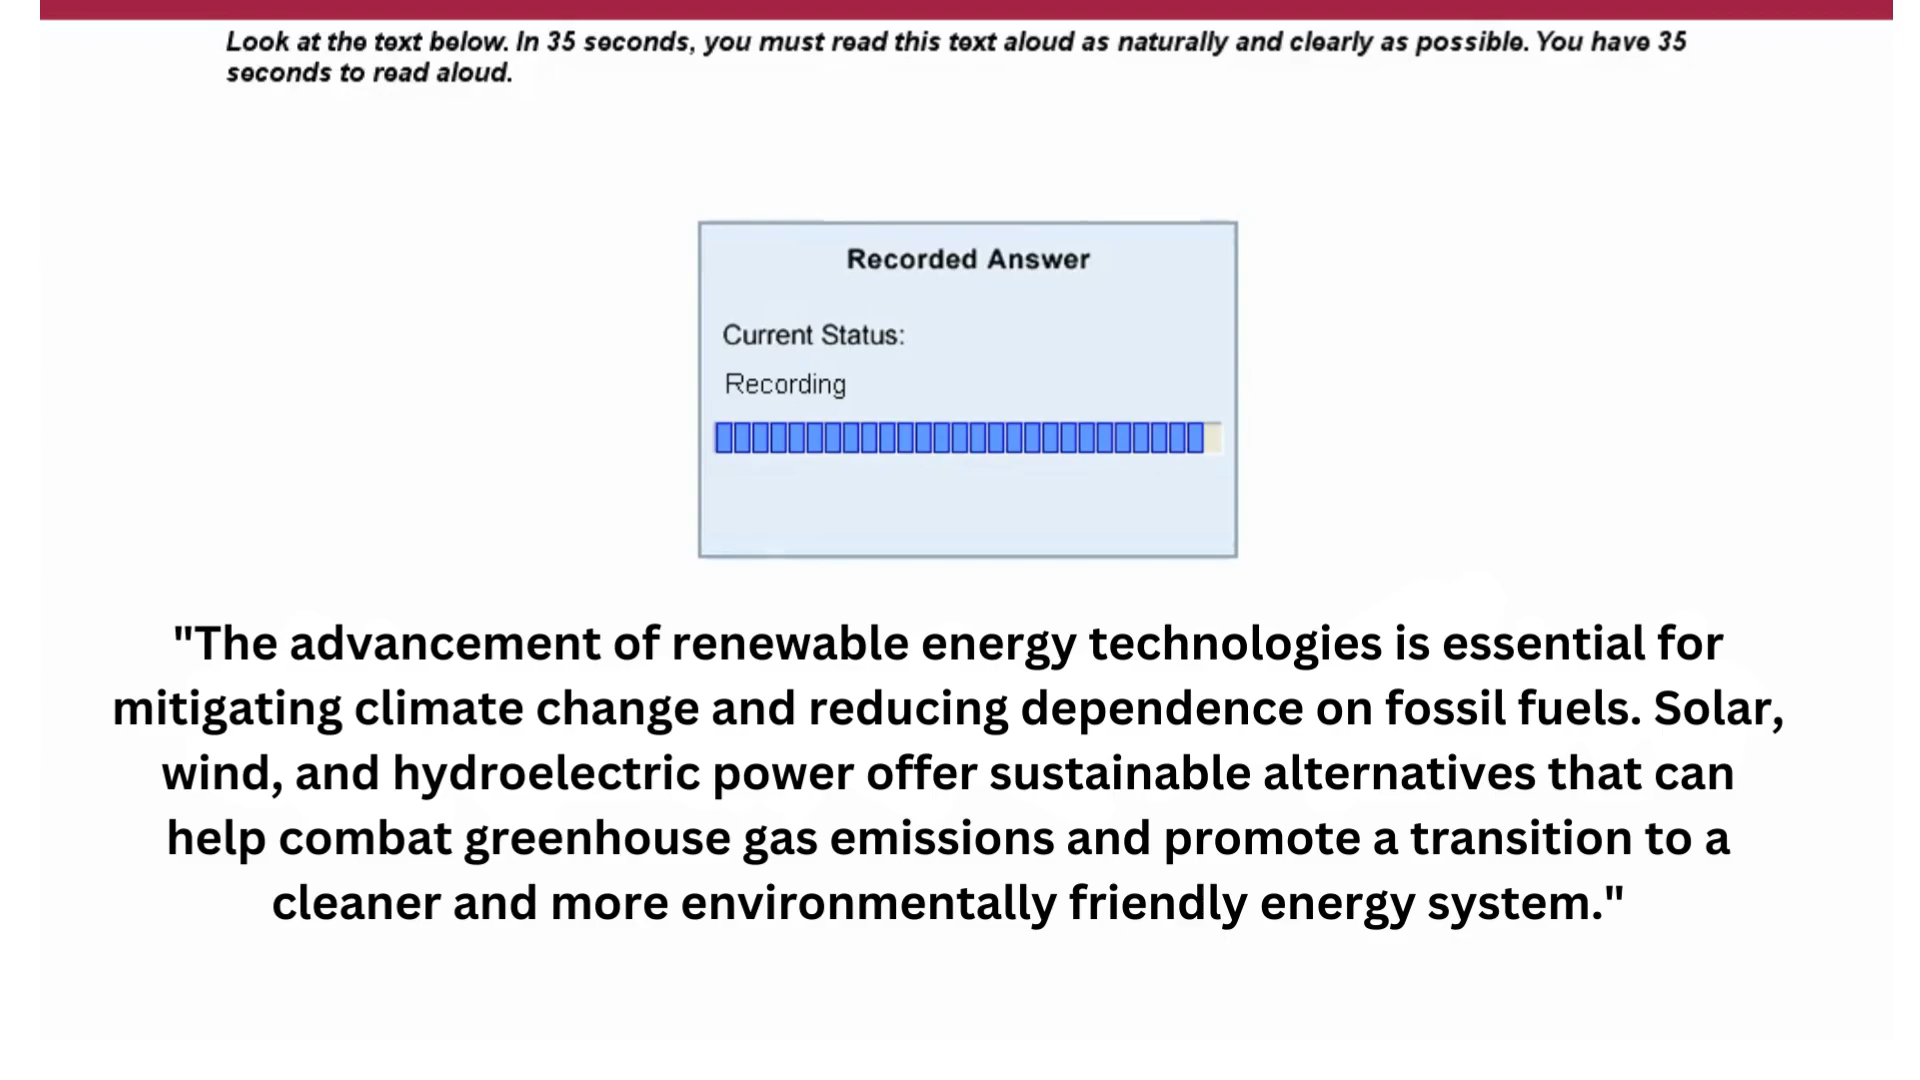 Look at the text below. In 35 seconds, you must read this text aloud as naturally and clearly as possible. You have 35
seconds to read aloud.
Recorded Answer
Current Status:
Recording
"The advancement of renewable energy technologies is essential for
mitigating climate change and reducing dependence on fossil fuels. Solar,
wind, and hydroelectric power offer sustainable alternatives that can
help combat greenhouse gas emissions and promote a transition to a
cleaner and more environmentally friendly energy system."